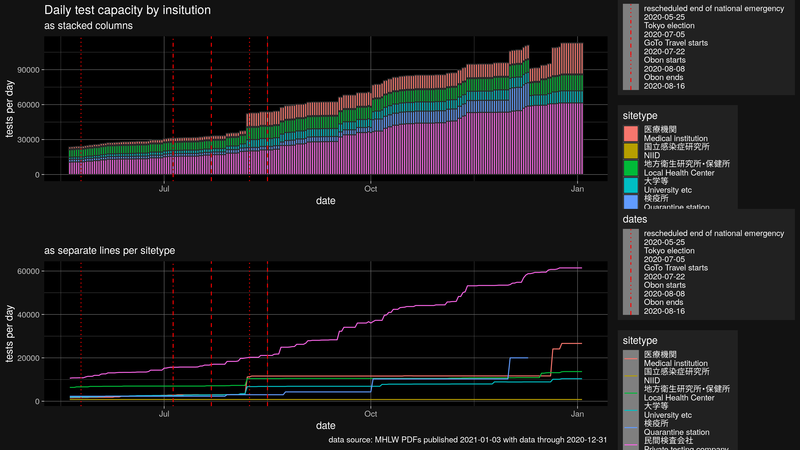 Daily test capacity by insitution
as stacked columns
tests per day
90000
60000
30000
0
Jul
Oct
Jan
date
rescheduled end of national emergency
2020-05-25
Tokyo election
2020-07-05
GoTo Travel starts
2020-07-22
Obon starts
2020-08-08
Obon ends
2020-08-16
sitetype
医療機関
Medical institution
国立感染症研究所
NIID
地方衛生研究所・保健所
Local Health Center
大学等
University etc
検疫所
Quarantine station
as separate lines per sitetype
tests per day
60000
40000
20000
0
Jul
Oct
Jan
date
dates
rescheduled end of national emergency
2020-05-25
Tokyo election
2020-07-05
GoTo Travel starts
2020-07-22
Obon starts
2020-08-08
Obon ends
2020-08-16
sitetype
医療機関
Medical institution
国立感染症研究所
NIID
地方衛生研究所・保健所
Local Health Center
大学等
University etc
検疫所
Quarantine station
民間検査会社
Private testing company
data source: MHLW PDFs published 2021-01-03 with data through 2020-12-31